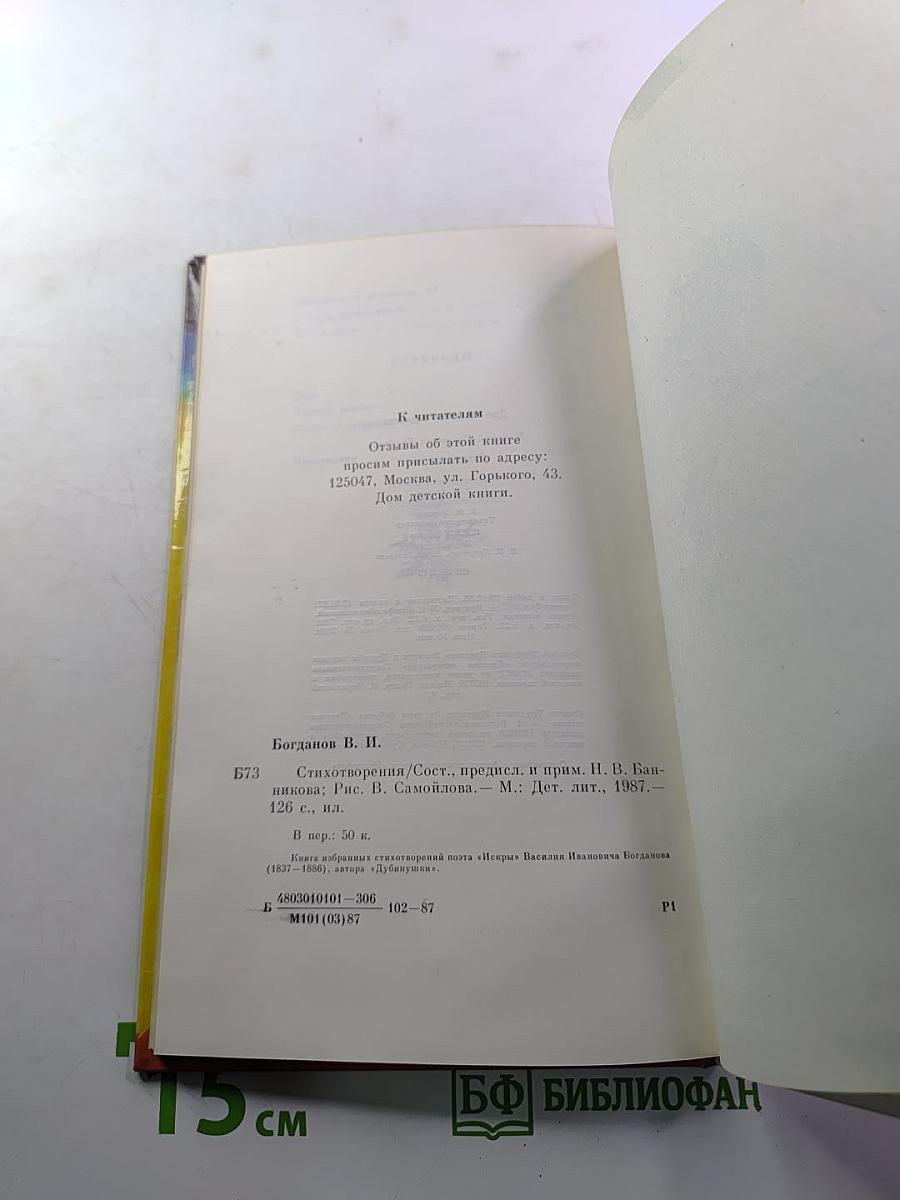 К читателям
Отзывы об этой книге
просим присылать по адресу:
125047, Москва, ул. Горького, 43.
Дом детской книги.
Богданов В. И.
Б73 Стихотворения/Сост., предисл. и прим. Н. В. Бан-
никова; Рис. В. Самойлова.— М.: Дет. лит., 1987.—
126 с., ил.
В пер.: 50 к.
Книга избранных стихотворений поэта «Искры» Василия Ивановича Богданова
(1837—1886), автора «Дубинушки».
4803010101—306
Б 102—87 Р1
М101(03)87
15 см БФ БИБЛИОФАН